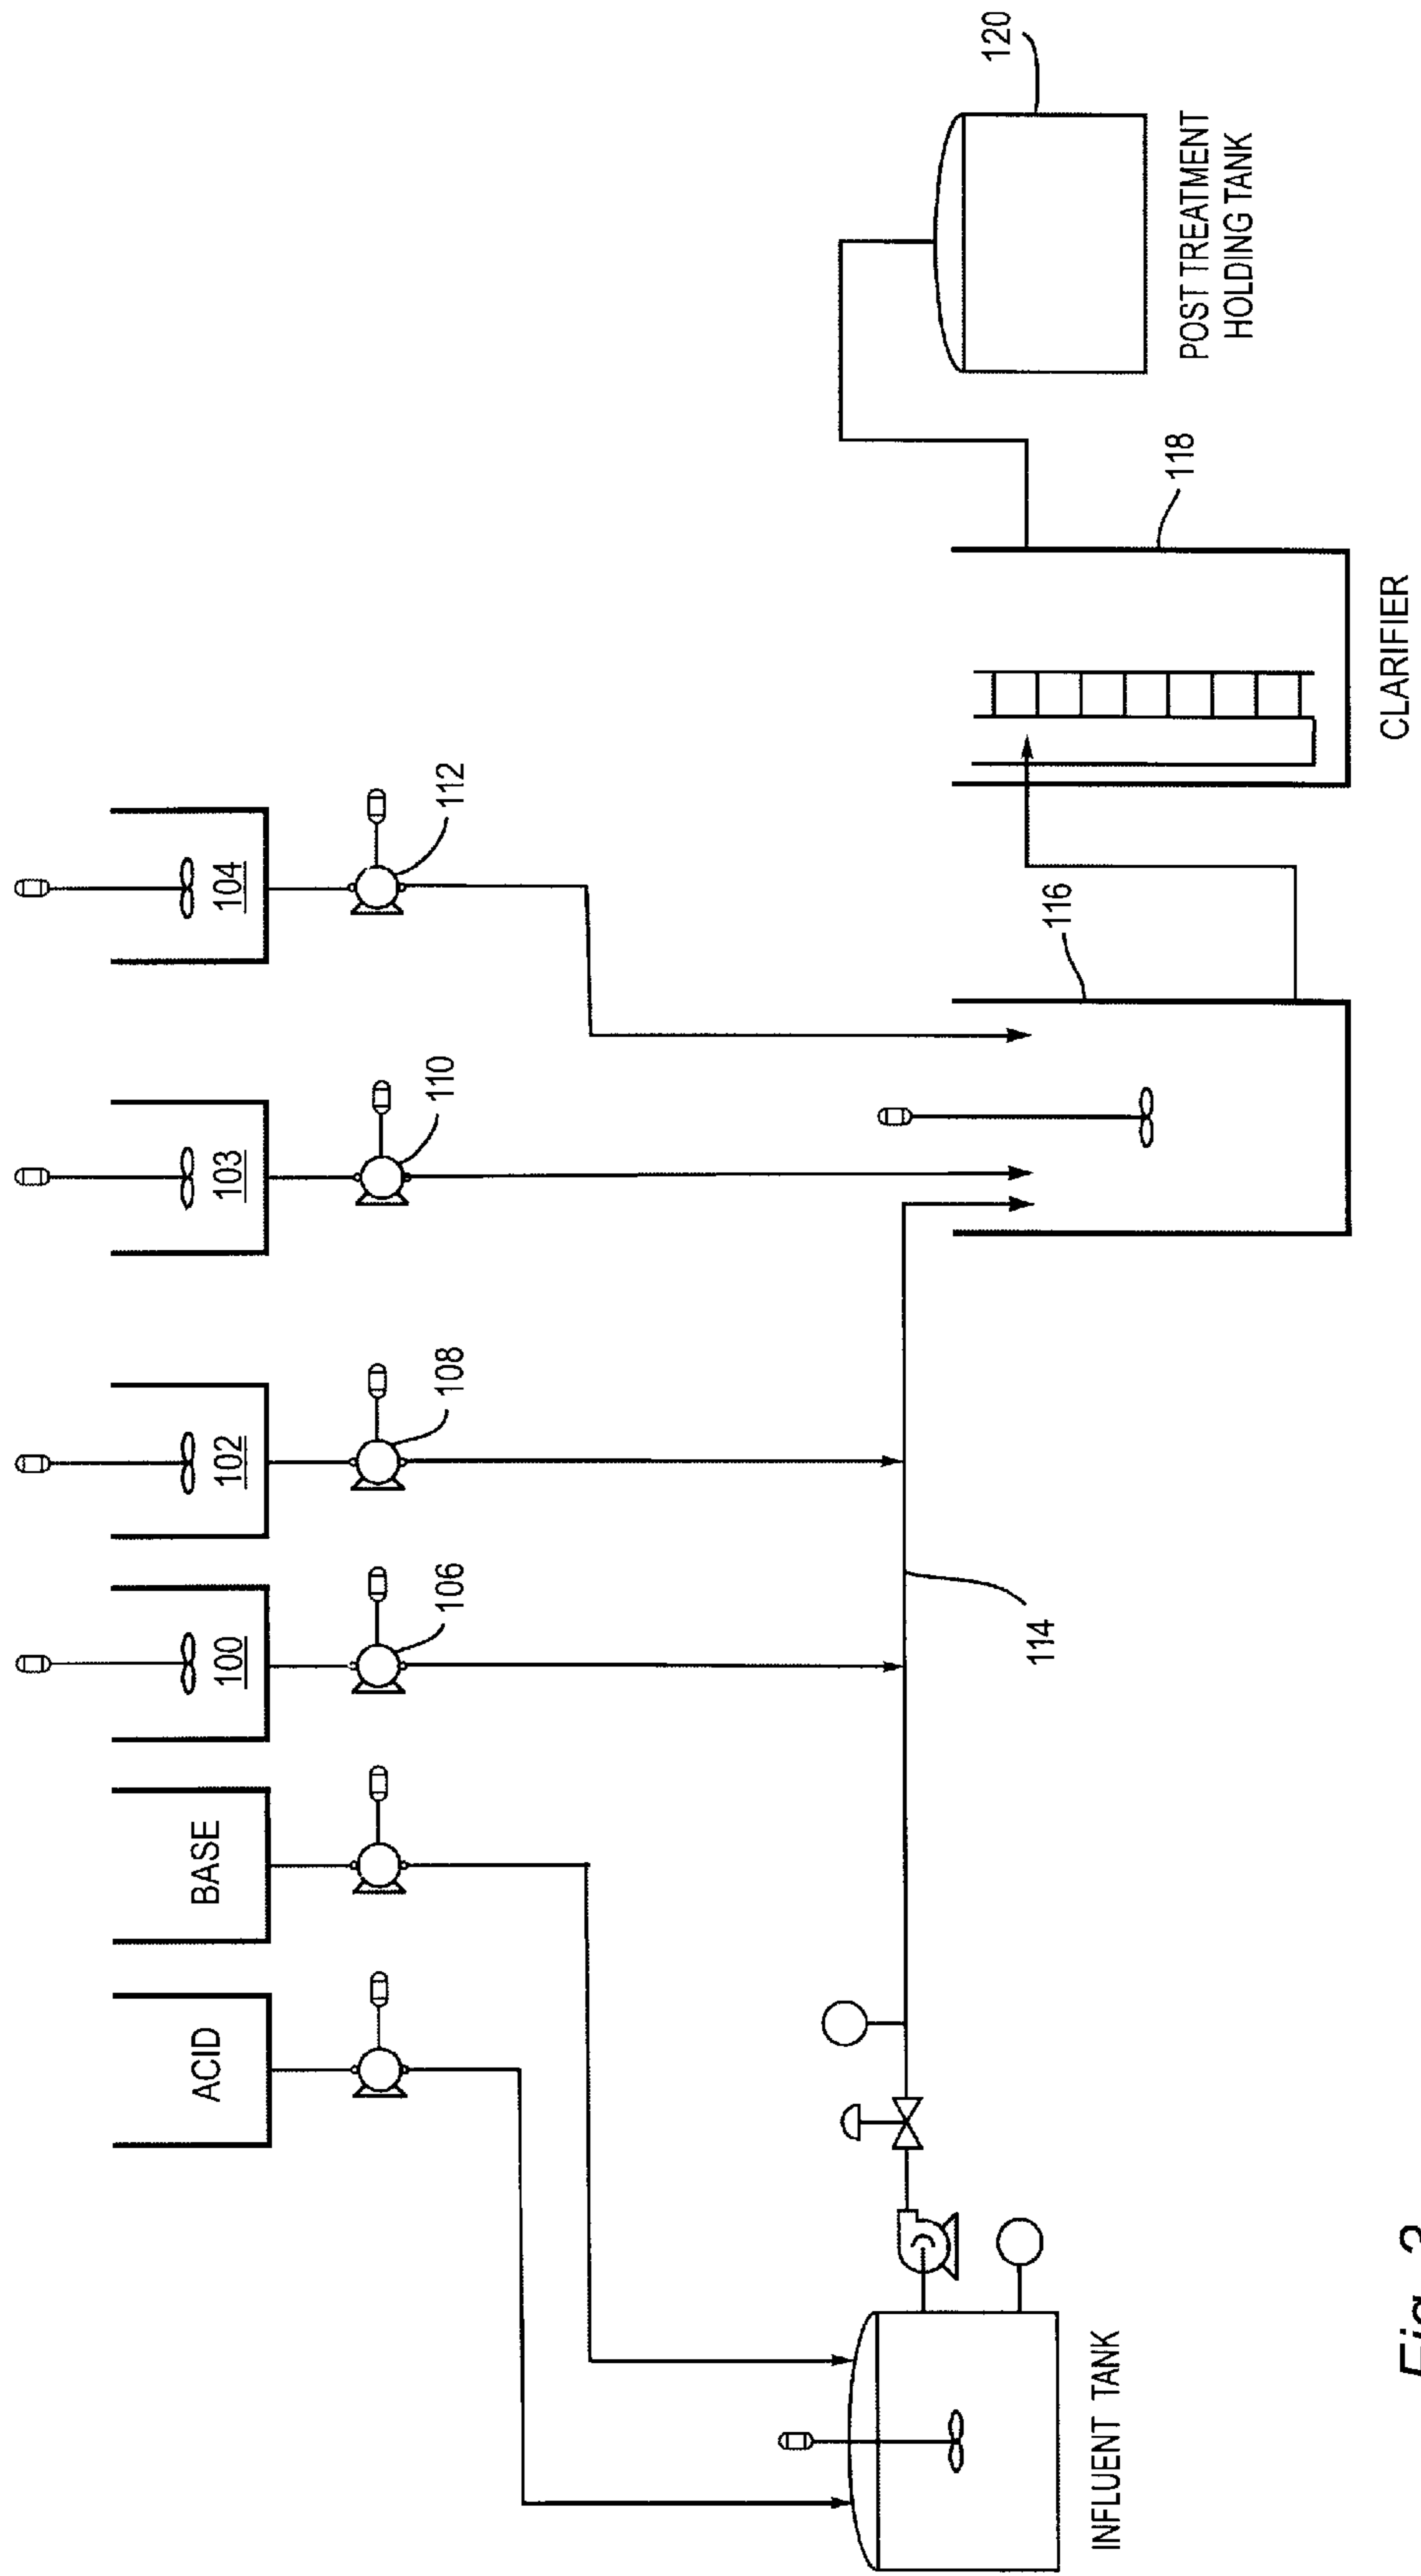 ACID
BASE
100
102
103
104
106
108
110
112
114
116
118
120
INFLUENT TANK
CLARIFIER
POST TREATMENT
HOLDING TANK